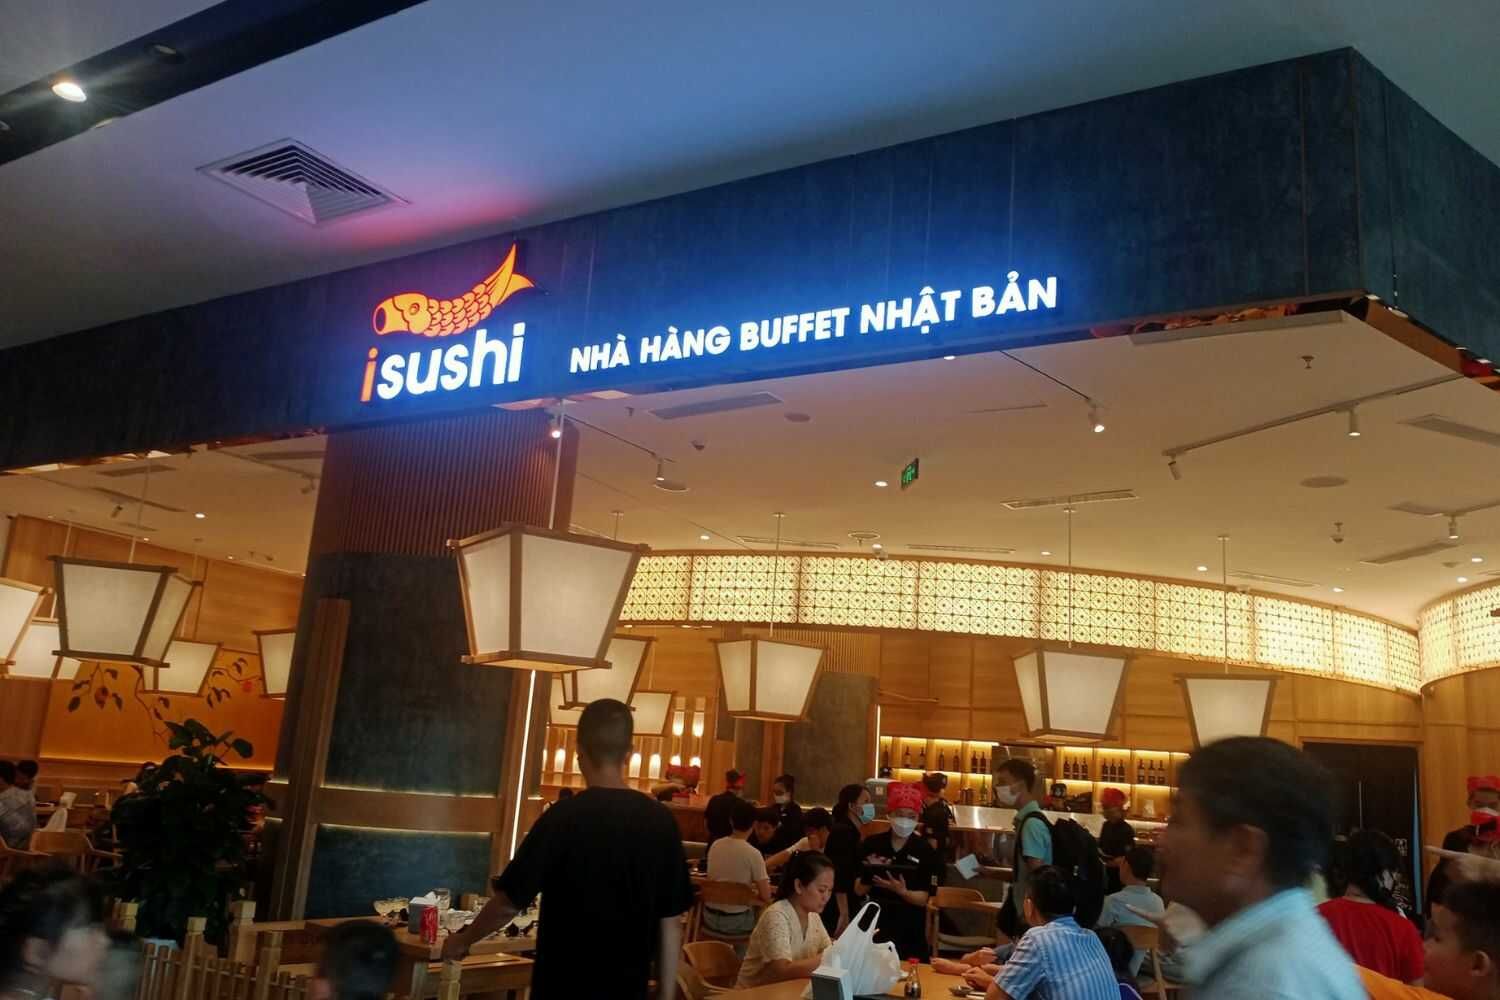 isushi
NHÀ HÀNG BUFFET NHẬT BẢN